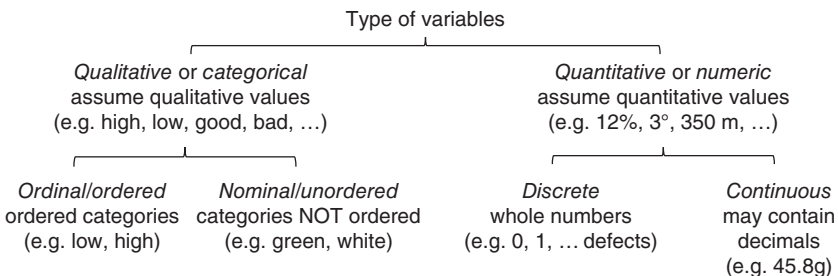 Type of variables
Qualitative or categorical
assume qualitative values
(e.g. high, low, good, bad, …)
Quantitative or numeric
assume quantitative values
(e.g. 12%, 3°, 350 m, …)
Ordinal/ordered
ordered categories
(e.g. low, high)
Nominal/unordered
categories NOT ordered
(e.g. green, white)
Discrete
whole numbers
(e.g. 0, 1, … defects)
Continuous
may contain
decimals
(e.g. 45.8g)